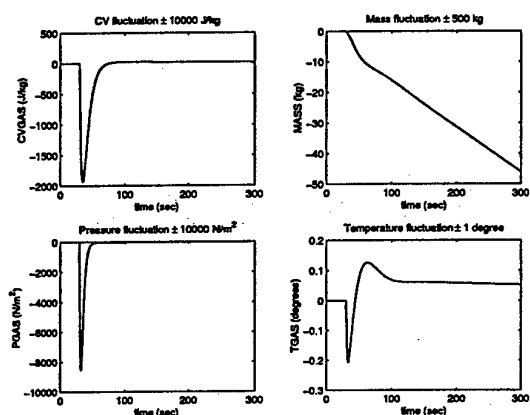 CV fluctuation ± 10000 J/kg
500
0
-500
-1000
-1500
-2000
CVGAS (J/kg)
0 100 200 300
time (sec)
Mass fluctuation ± 500 kg
0
-10
-20
-30
-40
-50
MASS (kg)
0 100 200 300
time (sec)
Pressure fluctuation ± 10000 N/m²
0
-2000
-4000
-6000
-8000
-10000
PGAS (N/m²)
0 100 200 300
time (sec)
Temperature fluctuation ± 1 degree
0.2
0.1
0
-0.1
-0.2
-0.3
TGAS (degrees)
0 100 200 300
time (sec)